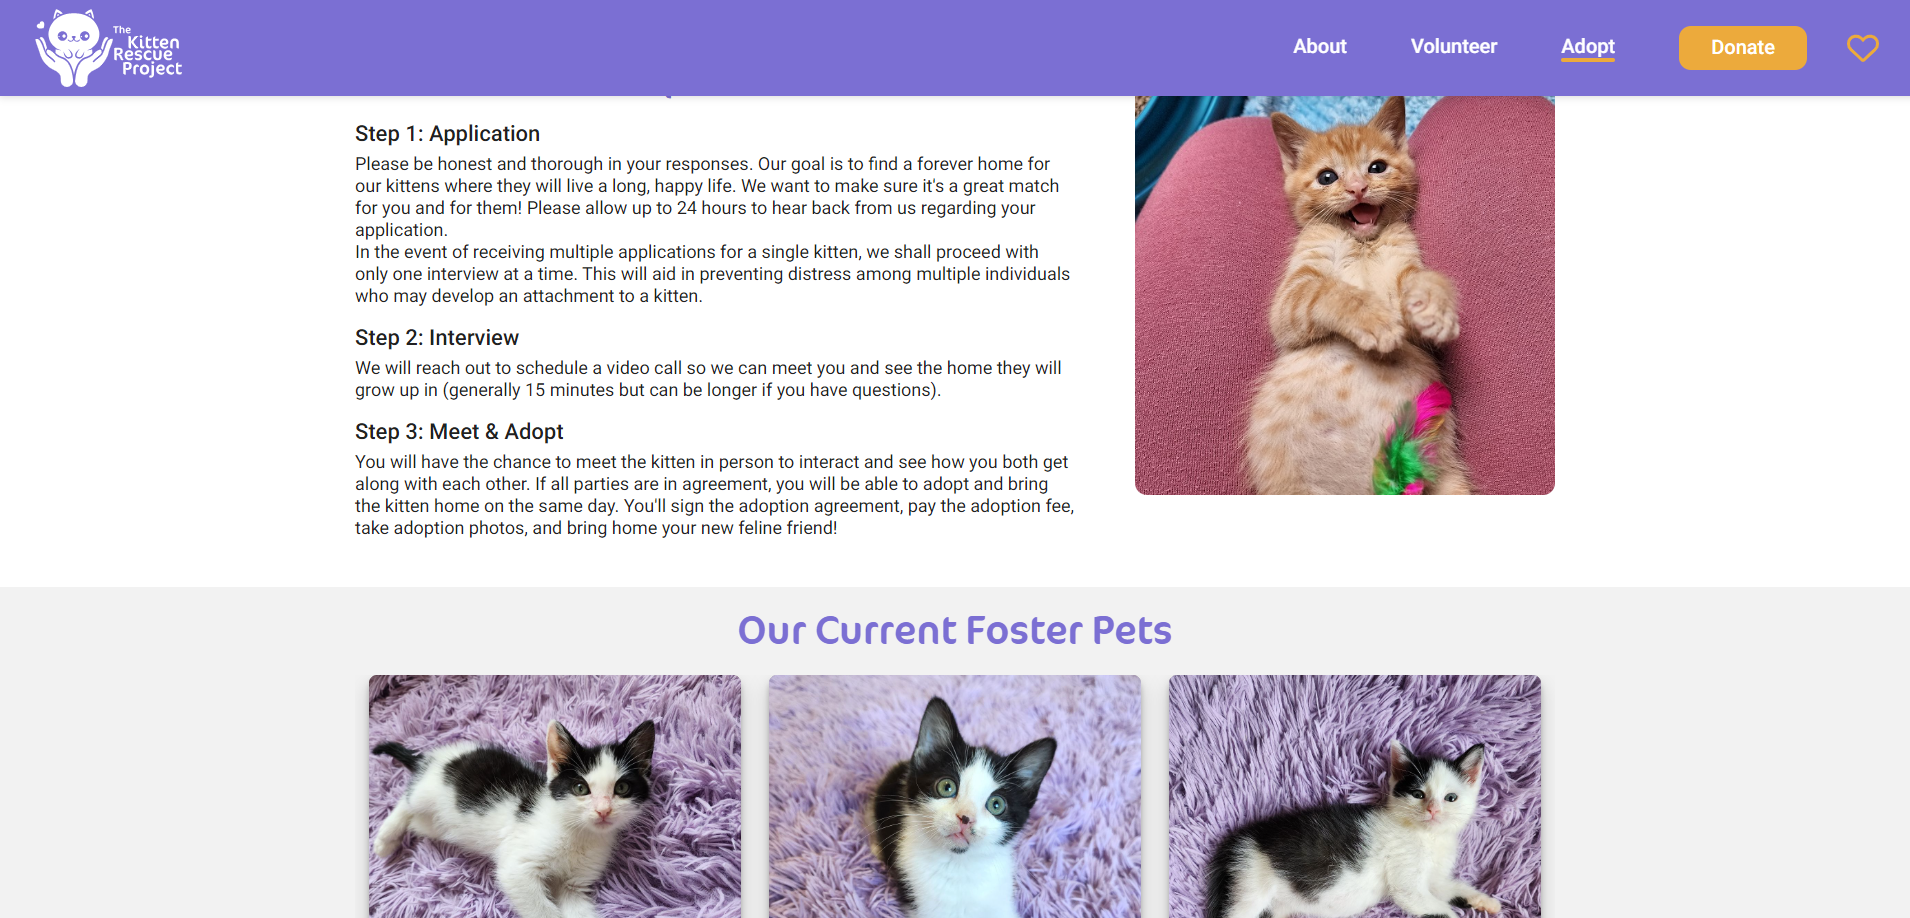 The
Kitten
Rescue
Project
About
Volunteer
Adopt
Donate
Step 1: Application
Please be honest and thorough in your responses. Our goal is to find a forever home for
our kittens where they will live a long, happy life. We want to make sure it's a great match
for you and for them! Please allow up to 24 hours to hear back from us regarding your
application.
In the event of receiving multiple applications for a single kitten, we shall proceed with
only one interview at a time. This will aid in preventing distress among multiple individuals
who may develop an attachment to a kitten.
Step 2: Interview
We will reach out to schedule a video call so we can meet you and see the home they will
grow up in (generally 15 minutes but can be longer if you have questions).
Step 3: Meet & Adopt
You will have the chance to meet the kitten in person to interact and see how you both get
along with each other. If all parties are in agreement, you will be able to adopt and bring
the kitten home on the same day. You'll sign the adoption agreement, pay the adoption fee,
take adoption photos, and bring home your new feline friend!
Our Current Foster Pets